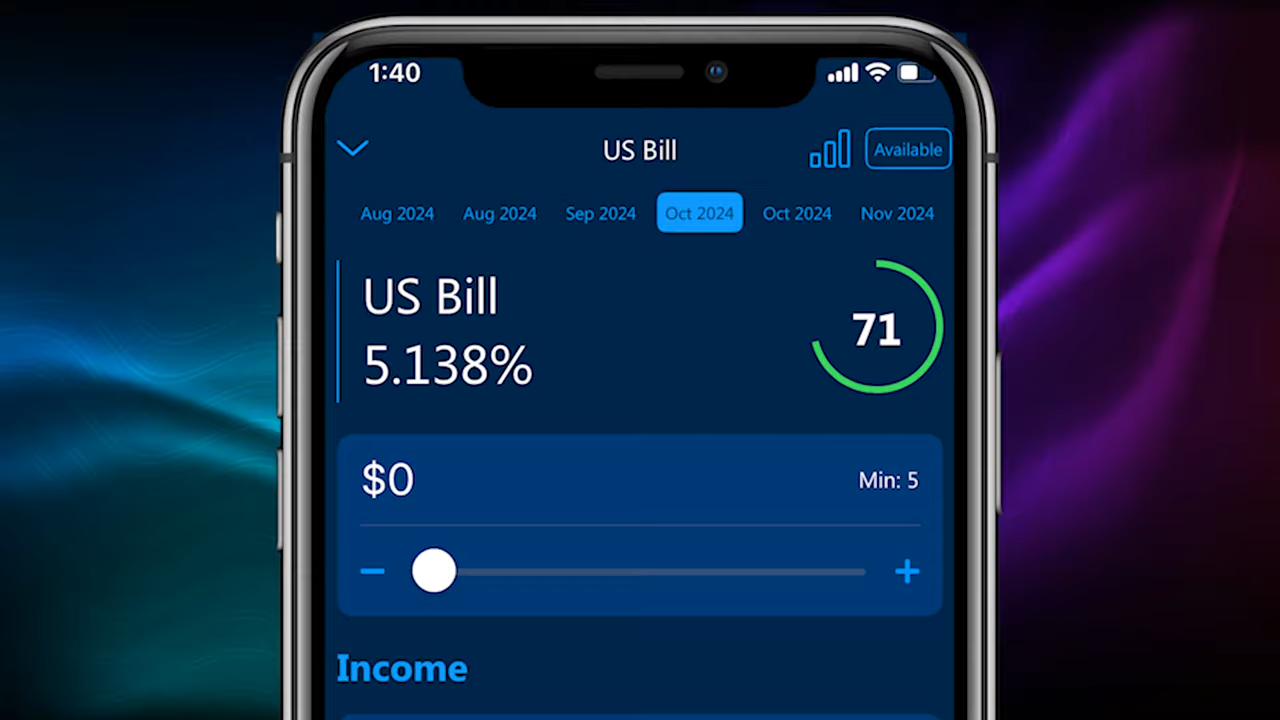 1:40
US Bill
Available
Aug 2024 Aug 2024 Sep 2024 Oct 2024 Oct 2024 Nov 2024
US Bill
71
5.138%
$0 Min: 5
Income